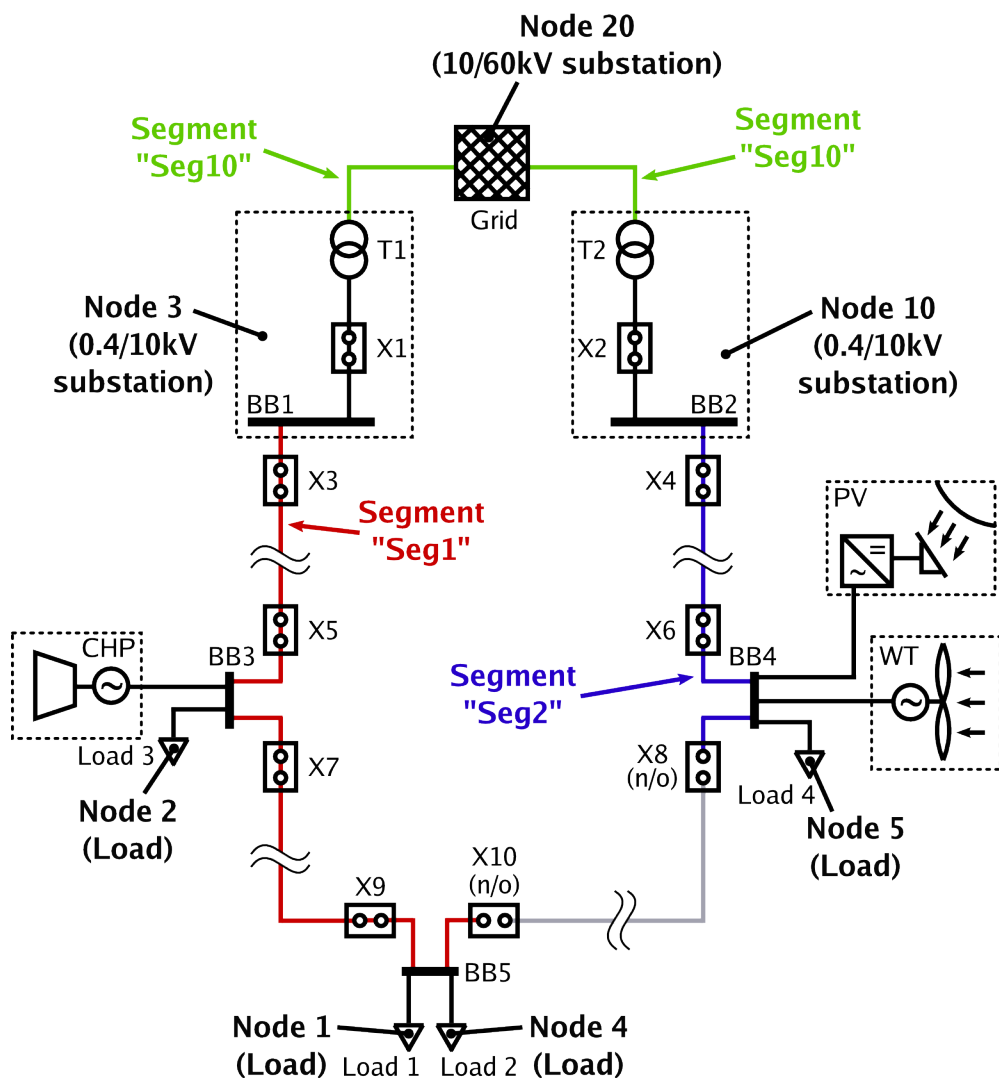 Node 20
(10/60kV substation)
Segment
"Seg10"
Segment
"Seg10"
Grid
T1
T2
Node 3
(0.4/10kV
substation)
X1
X2
Node 10
(0.4/10kV
substation)
BB1
BB2
X3
X4
Segment
"Seg1"
PV
=
~
X5
X6
CHP
~
BB3
BB4
WT
~
Segment
"Seg2"
Load 3
X7
X8
(n/o)
Load 4
Node 2
(Load)
Node 5
(Load)
X9
X10
(n/o)
BB5
Node 1
(Load)
Load 1
Load 2
Node 4
(Load)